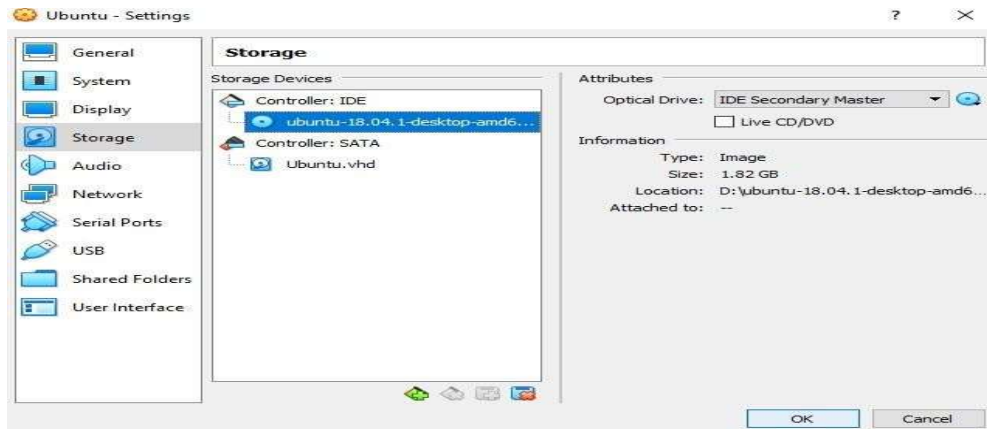 Ubuntu - Settings
?
General
System
Display
Storage
Audio
Network
Serial Ports
USB
Shared Folders
User Interface
Storage
Storage Devices
Controller: IDE
ubuntu-18.04.1-desktop-amd6...
Controller: SATA
Ubuntu.vhd
Attributes
Optical Drive: IDE Secondary Master
Live CD/DVD
Information
Type: Image
Size: 1.82 GB
Location: D:\ubuntu-18.04.1-desktop-amd6...
Attached to: --
OK
Cancel